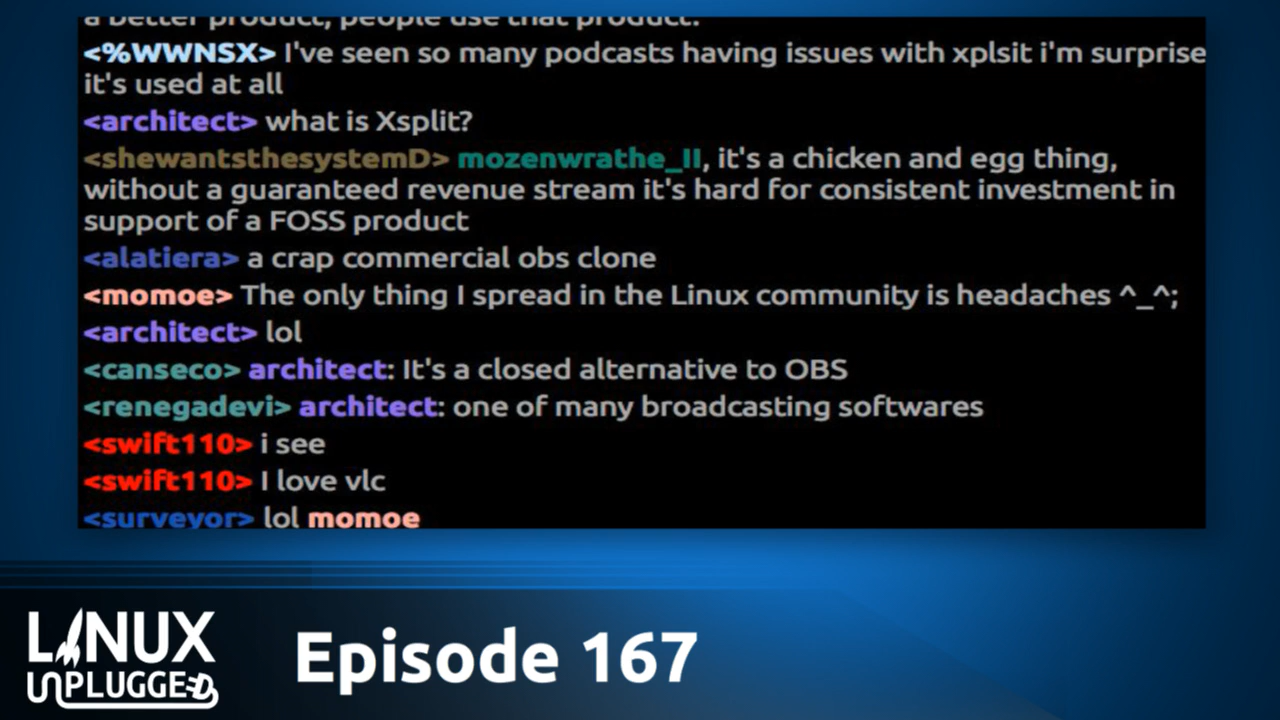 a better product, people use that product.
<%WWNSX> I've seen so many podcasts having issues with xplsit i'm surprise
it's used at all
<architect> what is Xsplit?
<shewantsthesystemD> mozenwrathe_II, it's a chicken and egg thing,
without a guaranteed revenue stream it's hard for consistent investment in
support of a FOSS product
<alatiera> a crap commercial obs clone
<momoe> The only thing I spread in the Linux community is headaches ^_^;
<architect> lol
<canseco> architect: It's a closed alternative to OBS
<renegadevi> architect: one of many broadcasting softwares
<swift110> i see
<swift110> I love vlc
<surveyor> lol momoe
LINUX
UNPLUGGED
Episode 167